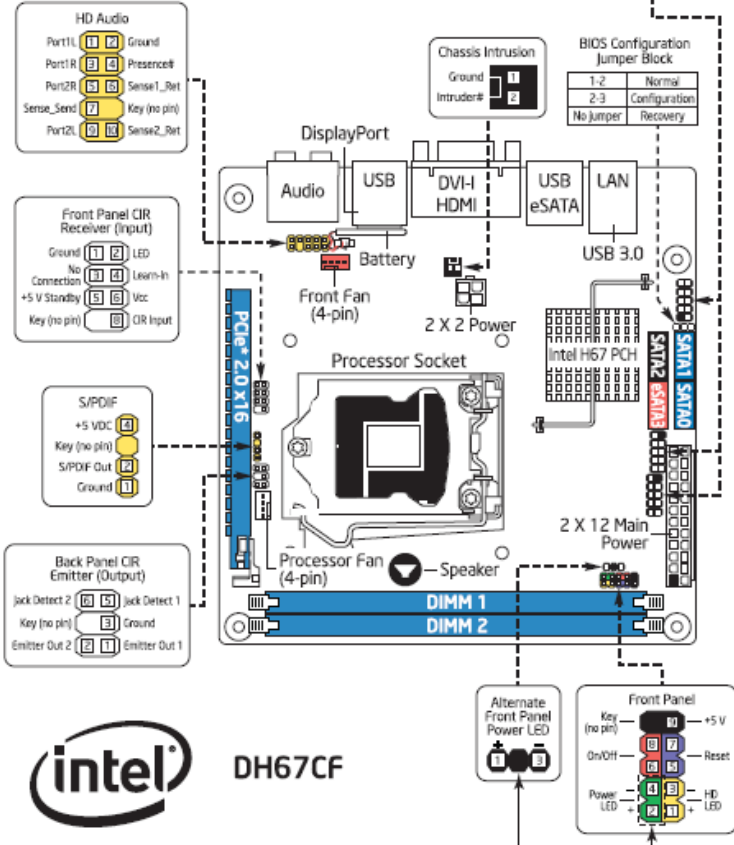 HD Audio
Port1L 1 2 Ground
Port1R 3 4 Presence#
Port2R 5 6 Sense1_Ret
Sense_Send 7 Key (no pin)
Port2L 9 10 Sense2_Ret
Chassis Intrusion
Ground 1
Intruder# 2
BIOS Configuration
Jumper Block
1-2 Normal
2-3 Configuration
No jumper Recovery
DisplayPort
Audio
USB
DVI-I
HDMI
USB
eSATA
LAN
USB 3.0
Battery
Front Fan
(4-pin)
2 X 2 Power
Front Panel CIR
Receiver (Input)
Ground 1 2 LED
No
Connection 3 4 Learn-In
+5 V Standby 5 6 Vcc
Key (no pin) 8 CIR Input
PCIe* 2.0 x16
Processor Socket
Intel H67 PCH
SATA2
eSATA3
SATA1
SATA0
S/PDIF
+5 VDC 4
Key (no pin)
S/PDIF Out 2
Ground 1
2 X 12 Main
Power
Processor Fan
(4-pin)
Speaker
Back Panel CIR
Emitter (Output)
Jack Detect 2 6 5 Jack Detect 1
Key (no pin) 3 Ground
Emitter Out 2 2 1 Emitter Out 1
DIMM 1
DIMM 2
Alternate
Front Panel
Power LED
+ -
1 3
Front Panel
Key
(no pin) 10 +5 V
On/Off 8 7 Reset
6 5
Power
LED 4 3 HD
LED
- -
+ 2 1 +
intel
DH67CF